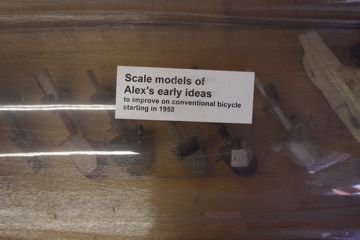 Scale models of
Alex's early ideas
to improve on conventional bicycle
starting in 1958